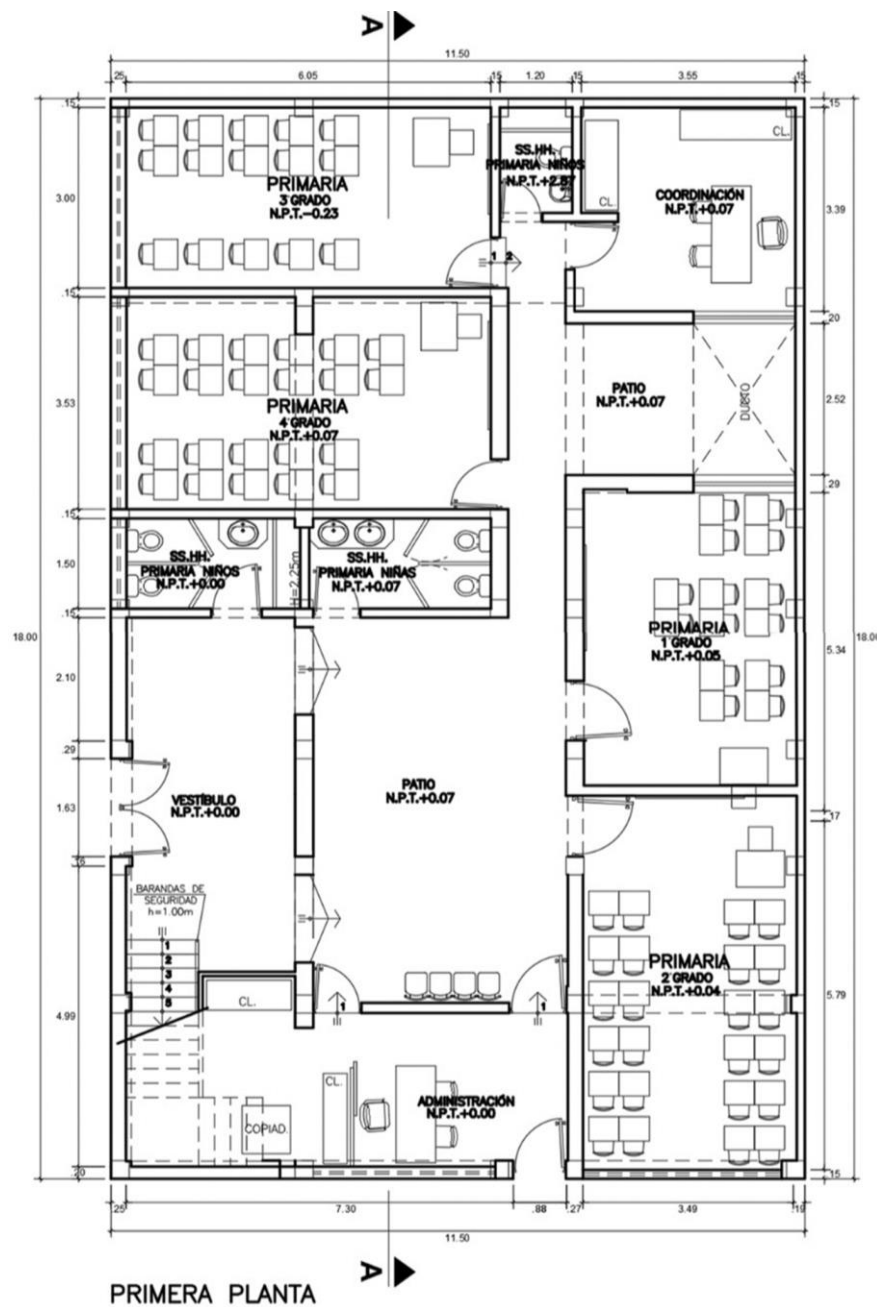 A
11.50
.25
6.05
.15
1.20
.15
3.55
.15
.15
.15
SS.HH.
PRIMARIA NIÑOS
N.P.T.+2.87
CL.
CL.
PRIMARIA
3°GRADO
N.P.T.-0.23
COORDINACIÓN
N.P.T.+0.07
3.00
3.39
1
2
.15
.20
3.53
PRIMARIA
4°GRADO
N.P.T.+0.07
PATIO
N.P.T.+0.07
DUCTO
2.52
.29
.15
1.50
SS.HH.
PRIMARIA NIÑOS
N.P.T.+0.00
H=2.25m
SS.HH.
PRIMARIA NIÑAS
N.P.T.+0.07
.15
18.00
18.00
PRIMARIA
1°GRADO
N.P.T.+0.05
5.34
2.10
.29
1.63
VESTÍBULO
N.P.T.+0.00
PATIO
N.P.T.+0.07
.17
BARANDAS DE
SEGURIDAD
h=1.00m
1
2
3
4
5
PRIMARIA
2°GRADO
N.P.T.+0.04
5.79
4.99
CL.
1
1
CL.
COPIAD.
ADMINISTRACIÓN
N.P.T.+0.00
.20
.15
.25
7.30
.88
.27
3.49
.19
11.50
A
PRIMERA PLANTA